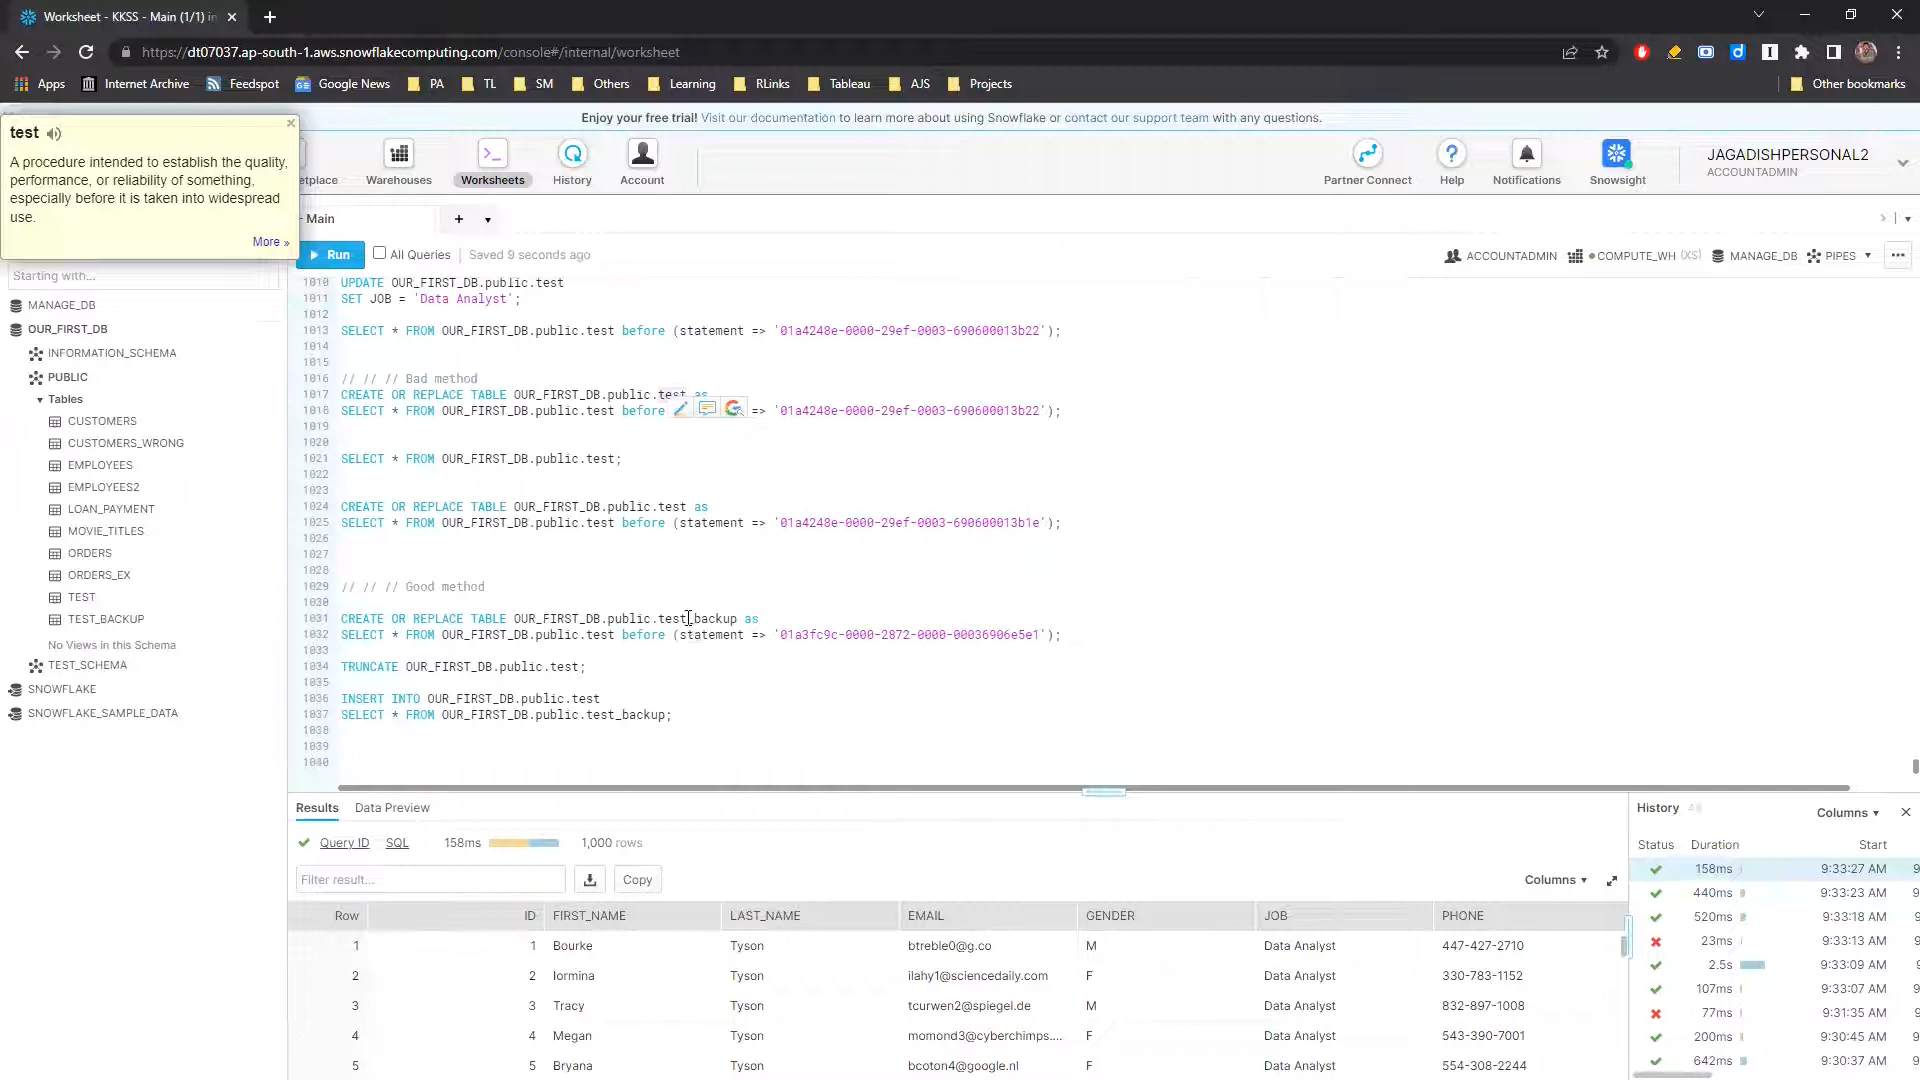 Worksheet - KKSS - Main (1/1) in
https://dt07037.ap-south-1.aws.snowflakecomputing.com/console#/internal/worksheet
Apps Internet Archive Feedspot Google News PA TL SM Others Learning RLinks Tableau AJS Projects Other bookmarks
test
A procedure intended to establish the quality,
performance, or reliability of something,
especially before it is taken into widespread
use.
More »
Enjoy your free trial! Visit our documentation to learn more about using Snowflake or contact our support team with any questions.
etplace Warehouses Worksheets History Account Partner Connect Help Notifications Snowsight
JAGADISHPERSONAL2
ACCOUNTADMIN
- Main
Run All Queries Saved 9 seconds ago ACCOUNTADMIN COMPUTE_WH (XS) MANAGE_DB PIPES
Starting with...
MANAGE_DB
OUR_FIRST_DB
INFORMATION_SCHEMA
PUBLIC
Tables
CUSTOMERS
CUSTOMERS_WRONG
EMPLOYEES
EMPLOYEES2
LOAN_PAYMENT
MOVIE_TITLES
ORDERS
ORDERS_EX
TEST
TEST_BACKUP
No Views in this Schema
TEST_SCHEMA
SNOWFLAKE
SNOWFLAKE_SAMPLE_DATA
1010 UPDATE OUR_FIRST_DB.public.test
1011 SET JOB = 'Data Analyst';
1012
1013 SELECT * FROM OUR_FIRST_DB.public.test before (statement => '01a4248e-0000-29ef-0003-690600013b22');
1014
1015
1016 // // // Bad method
1017 CREATE OR REPLACE TABLE OUR_FIRST_DB.public.test as
1018 SELECT * FROM OUR_FIRST_DB.public.test before => '01a4248e-0000-29ef-0003-690600013b22');
1019
1020
1021 SELECT * FROM OUR_FIRST_DB.public.test;
1022
1023
1024 CREATE OR REPLACE TABLE OUR_FIRST_DB.public.test as
1025 SELECT * FROM OUR_FIRST_DB.public.test before (statement => '01a4248e-0000-29ef-0003-690600013b1e');
1026
1027
1028
1029 // // // Good method
1030
1031 CREATE OR REPLACE TABLE OUR_FIRST_DB.public.test_backup as
1032 SELECT * FROM OUR_FIRST_DB.public.test before (statement => '01a3fc9c-0000-2872-0000-00036906e5e1');
1033
1034 TRUNCATE OUR_FIRST_DB.public.test;
1035
1036 INSERT INTO OUR_FIRST_DB.public.test
1037 SELECT * FROM OUR_FIRST_DB.public.test_backup;
1038
1039
1040
Results Data Preview
Query ID SQL 158ms 1,000 rows
Filter result... Copy Columns
Row ID FIRST_NAME LAST_NAME EMAIL GENDER JOB PHONE
1 1 Bourke Tyson btreble0@g.co M Data Analyst 447-427-2710
2 2 Iormina Tyson ilahy1@sciencedaily.com F Data Analyst 330-783-1152
3 3 Tracy Tyson tcurwen2@spiegel.de M Data Analyst 832-897-1008
4 4 Megan Tyson momond3@cyberchimps.... F Data Analyst 543-390-7001
5 5 Bryana Tyson bcoton4@google.nl F Data Analyst 554-308-2244
History Columns
Status Duration Start
158ms 9:33:27 AM 9
440ms 9:33:23 AM 9
520ms 9:33:18 AM 9
23ms 9:33:13 AM 9
2.5s 9:33:09 AM 9
107ms 9:33:07 AM 9
77ms 9:31:35 AM 9
200ms 9:30:45 AM 9
642ms 9:30:37 AM 9